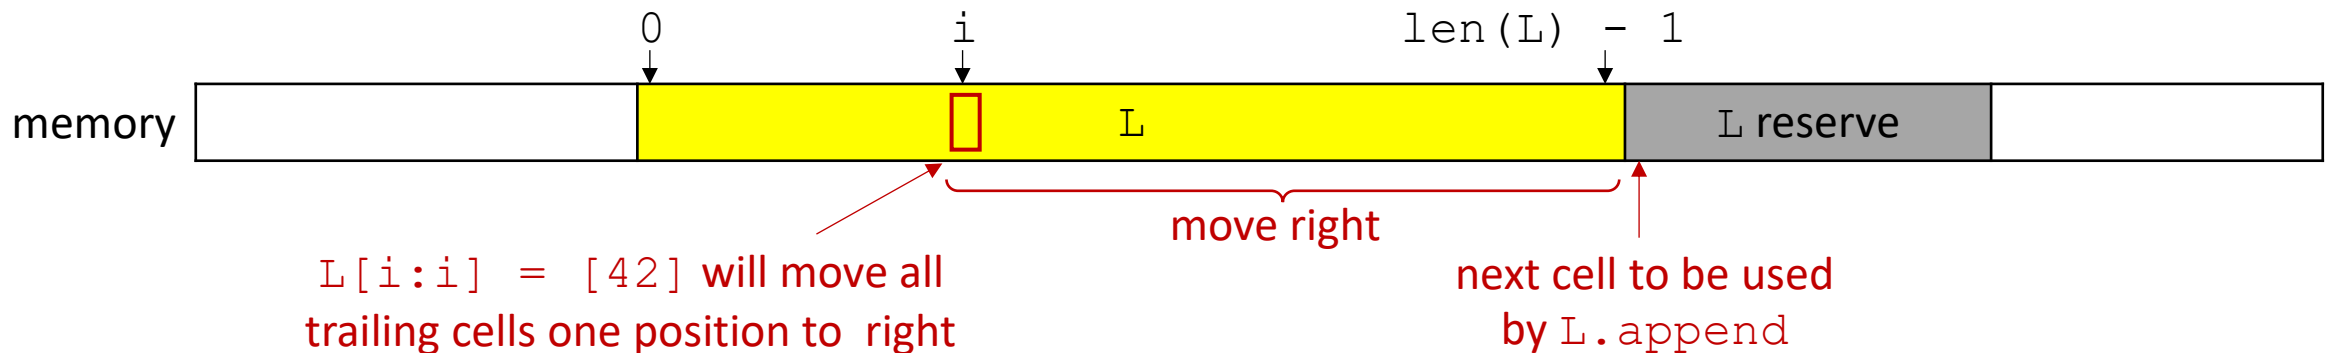 0 i len(L) - 1
memory L L reserve
move right
L[i:i] = [42] will move all
trailing cells one position to right
next cell to be used
by L.append